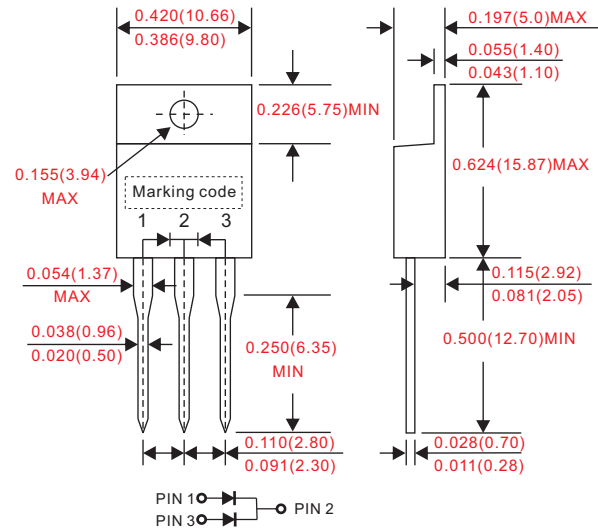 0.420(10.66)
0.386(9.80)
0.197(5.0)MAX
0.055(1.40)
0.043(1.10)
0.226(5.75)MIN
0.155(3.94)
MAX
0.624(15.87)MAX
Marking code
1 2 3
0.054(1.37)
MAX
0.115(2.92)
0.081(2.05)
0.038(0.96)
0.020(0.50)
0.250(6.35)
MIN
0.500(12.70)MIN
0.110(2.80)
0.091(2.30)
0.028(0.70)
0.011(0.28)
PIN 1
PIN 3
PIN 2